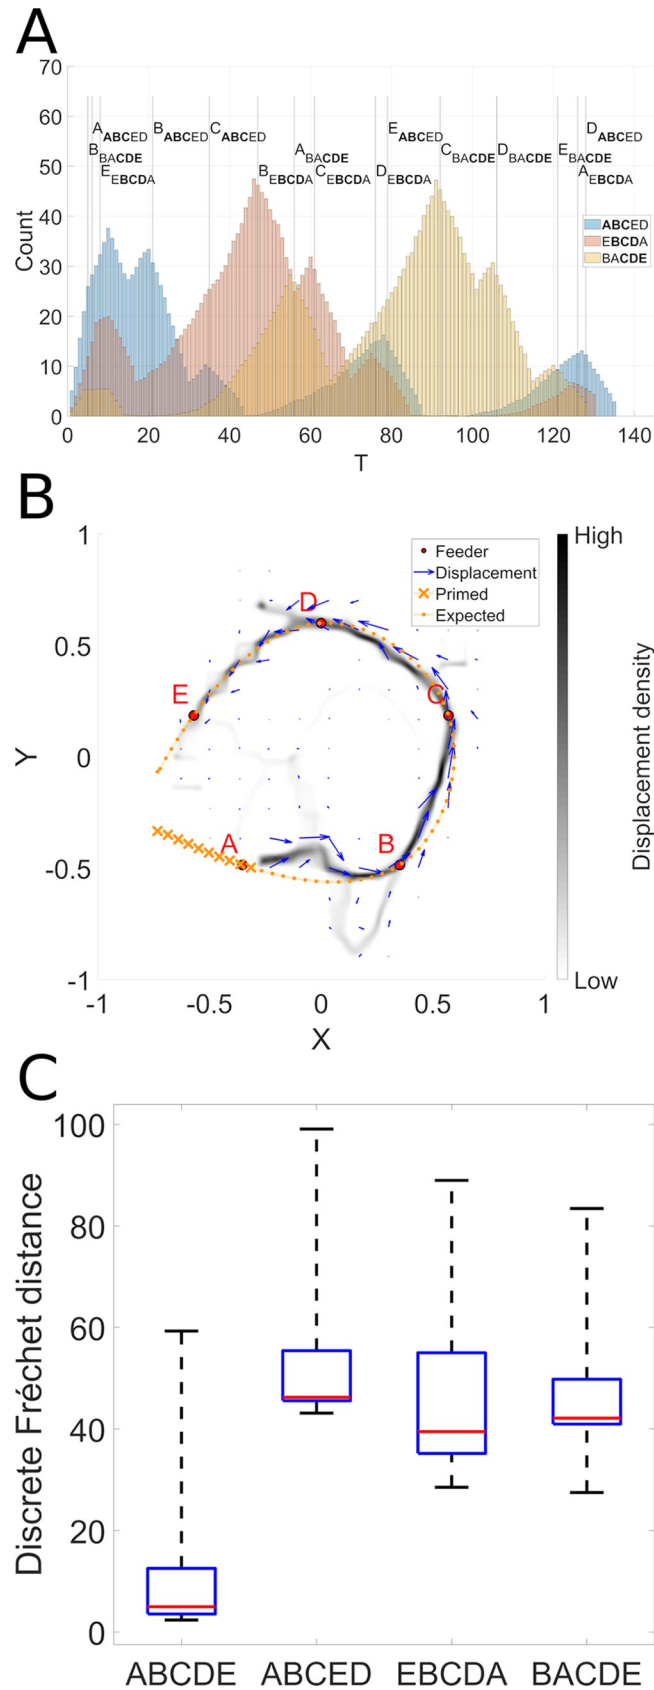 A
70
60
50
40
30
20
10
0
Count
A ABCED
B ABCED
C ABCED
E ABCED
D ABCED
B BACDE
A BACDE
C BACDE
D BACDE
E BACDE
E EBCDA
B EBCDA
C EBCDA
D EBCDA
A EBCDA
ABCED
EBCDA
BACDE
0 20 40 60 80 100 120 140
T
B
1
0.5
0
-0.5
-1
Y
Feeder
Displacement
Primed
Expected
D
E
C
A
B
High
Low
Displacement density
-1 -0.5 0 0.5 1
X
C
100
80
60
40
20
0
Discrete Fréchet distance
ABCDE ABCED EBCDA BACDE